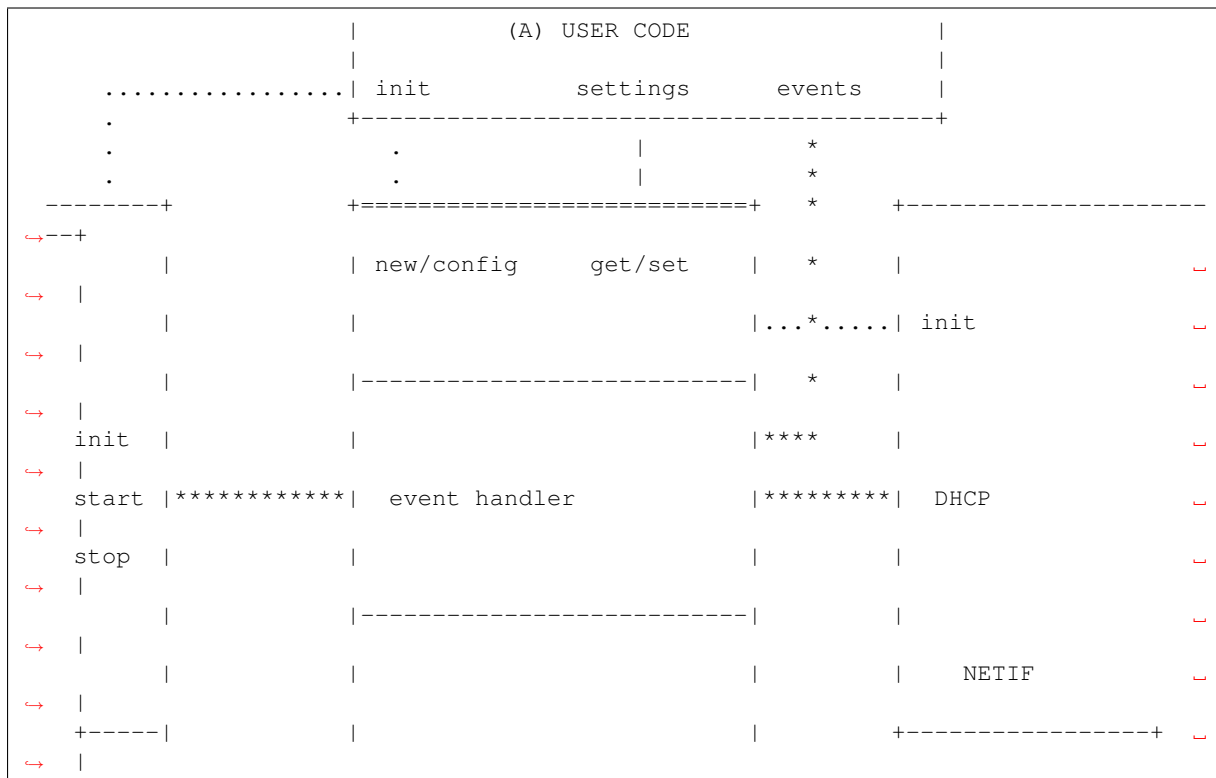 (A) USER CODE
init settings events
new/config get/set
init
init
start event handler DHCP
stop
NETIF